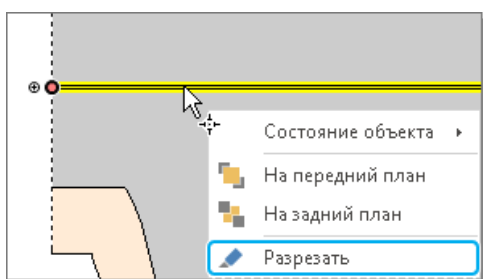 Состояние объекта
На передний план
На задний план
Разрезать